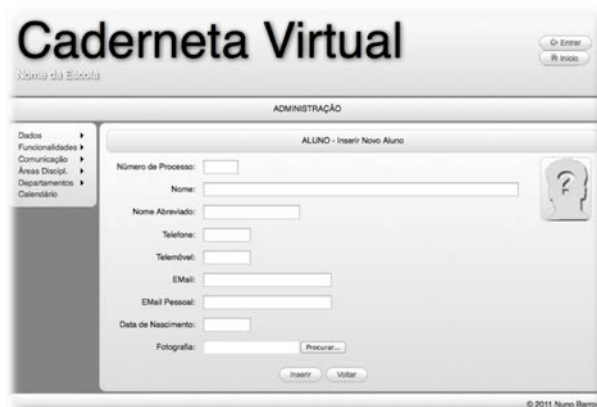 Caderneta Virtual
Nome da Escola
Entrar
Início
ADMINISTRAÇÃO
Dados
Funcionalidades
Comunicação
Áreas Discipl.
Departamentos
Calendário
ALUNO - Inserir Novo Aluno
Número de Processo:
Nome:
Nome Abreviado:
Telefone:
Telemóvel:
EMail:
EMail Pessoal:
Data de Nascimento:
Fotografia:
Procurar...
Inserir
Voltar
© 2011 Nuno Barros